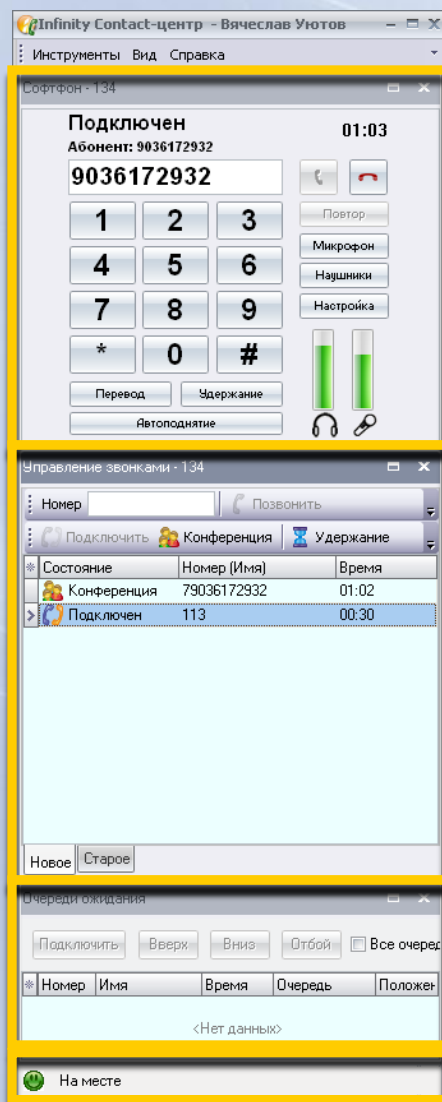 Infinity Contact-центр - Вячеслав Уютов
Инструменты Вид Справка
Софтфон - 134
Подключен 01:03
Абонент: 9036172932
9036172932
1 2 3 Повтор
Микрофон
4 5 6 Наушники
7 8 9 Настройка
* 0 #
Перевод Удержание
Автоподнятие
Управление звонками - 134
Номер Позвонить
Подключить Конференция Удержание
Состояние Номер (Имя) Время
Конференция 79036172932 01:02
Подключен 113 00:30
Новое Старое
Очереди ожидания
Подключить Вверх Вниз Отбой Все очеред
Номер Имя Время Очередь Положен
<Нет данных>
На месте